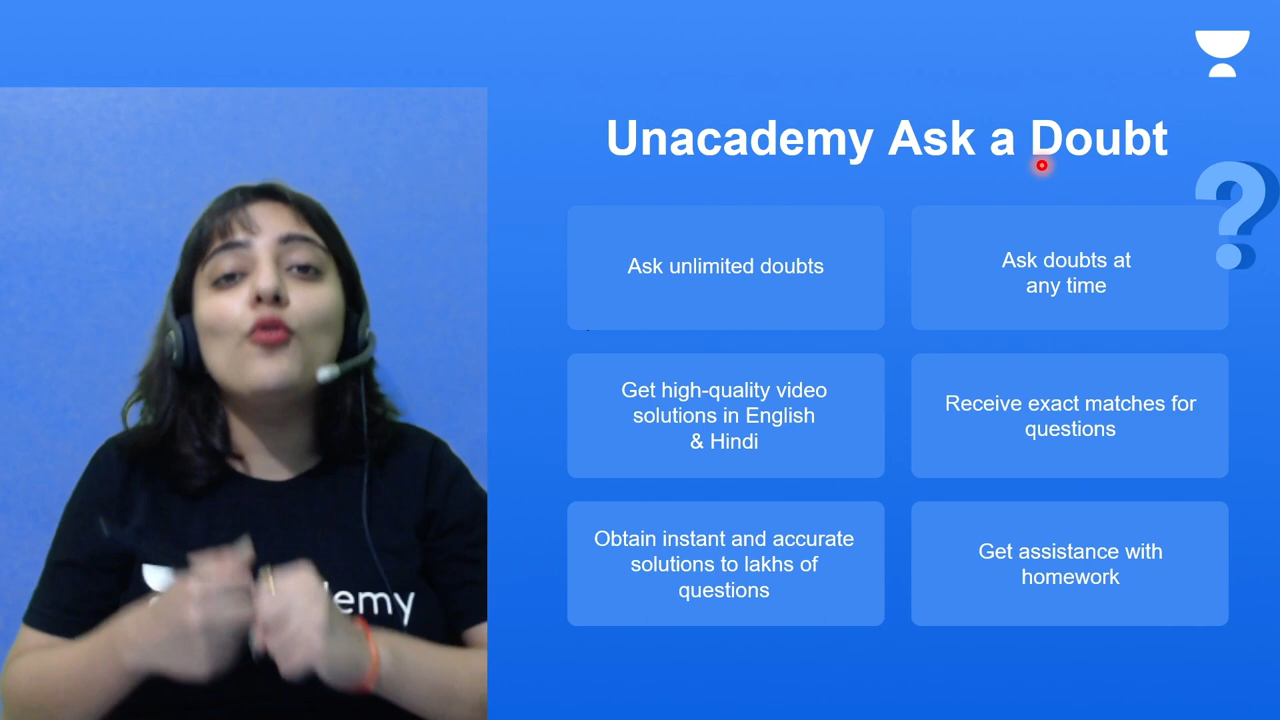 Unacademy Ask a Doubt
?
Ask unlimited doubts
Ask doubts at
any time
Get high-quality video
solutions in English
& Hindi
Receive exact matches for
questions
Obtain instant and accurate
solutions to lakhs of
questions
Get assistance with
homework